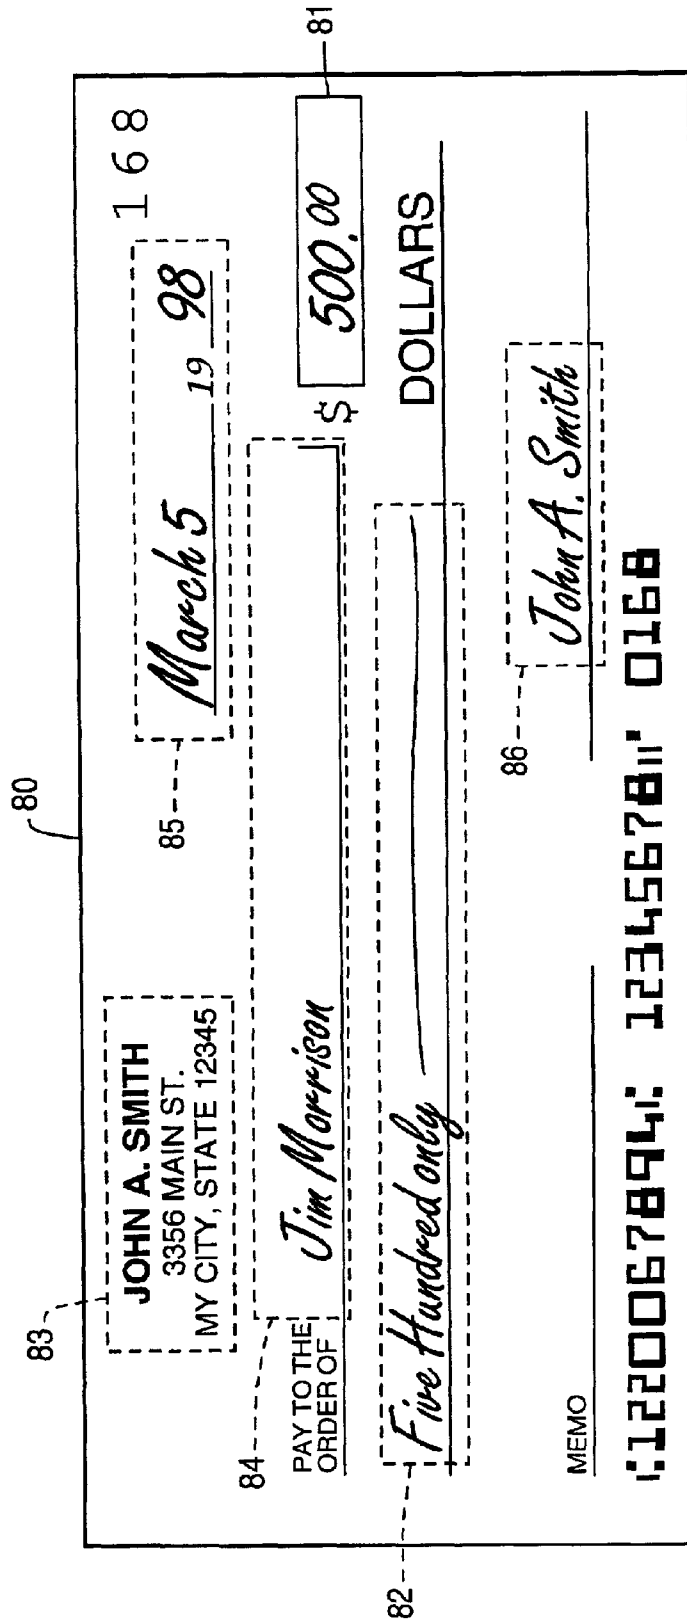 80
81
168
83
JOHN A. SMITH
3356 MAIN ST.
MY CITY, STATE 12345
85
March 5 19 98
84
PAY TO THE
ORDER OF
Jim Morrison
$ 500.00
82
Five Hundred only
DOLLARS
86
John A. Smith
MEMO
⑆1220067894⑆ 12345678⑈ 0168